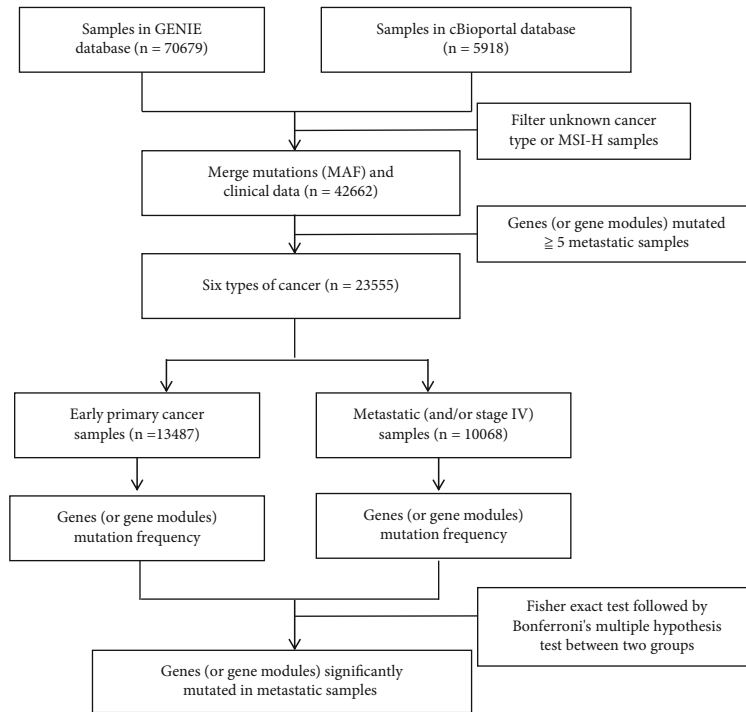 Samples in GENIE
database (n = 70679)
Samples in cBioportal database
(n = 5918)
Filter unknown cancer
type or MSI-H samples
Merge mutations (MAF) and
clinical data (n = 42662)
Genes (or gene modules) mutated
≧ 5 metastatic samples
Six types of cancer (n = 23555)
Early primary cancer
samples (n =13487)
Metastatic (and/or stage IV)
samples (n = 10068)
Genes (or gene modules)
mutation frequency
Genes (or gene modules)
mutation frequency
Fisher exact test followed by
Bonferroni's multiple hypothesis
test between two groups
Genes (or gene modules) significantly
mutated in metastatic samples